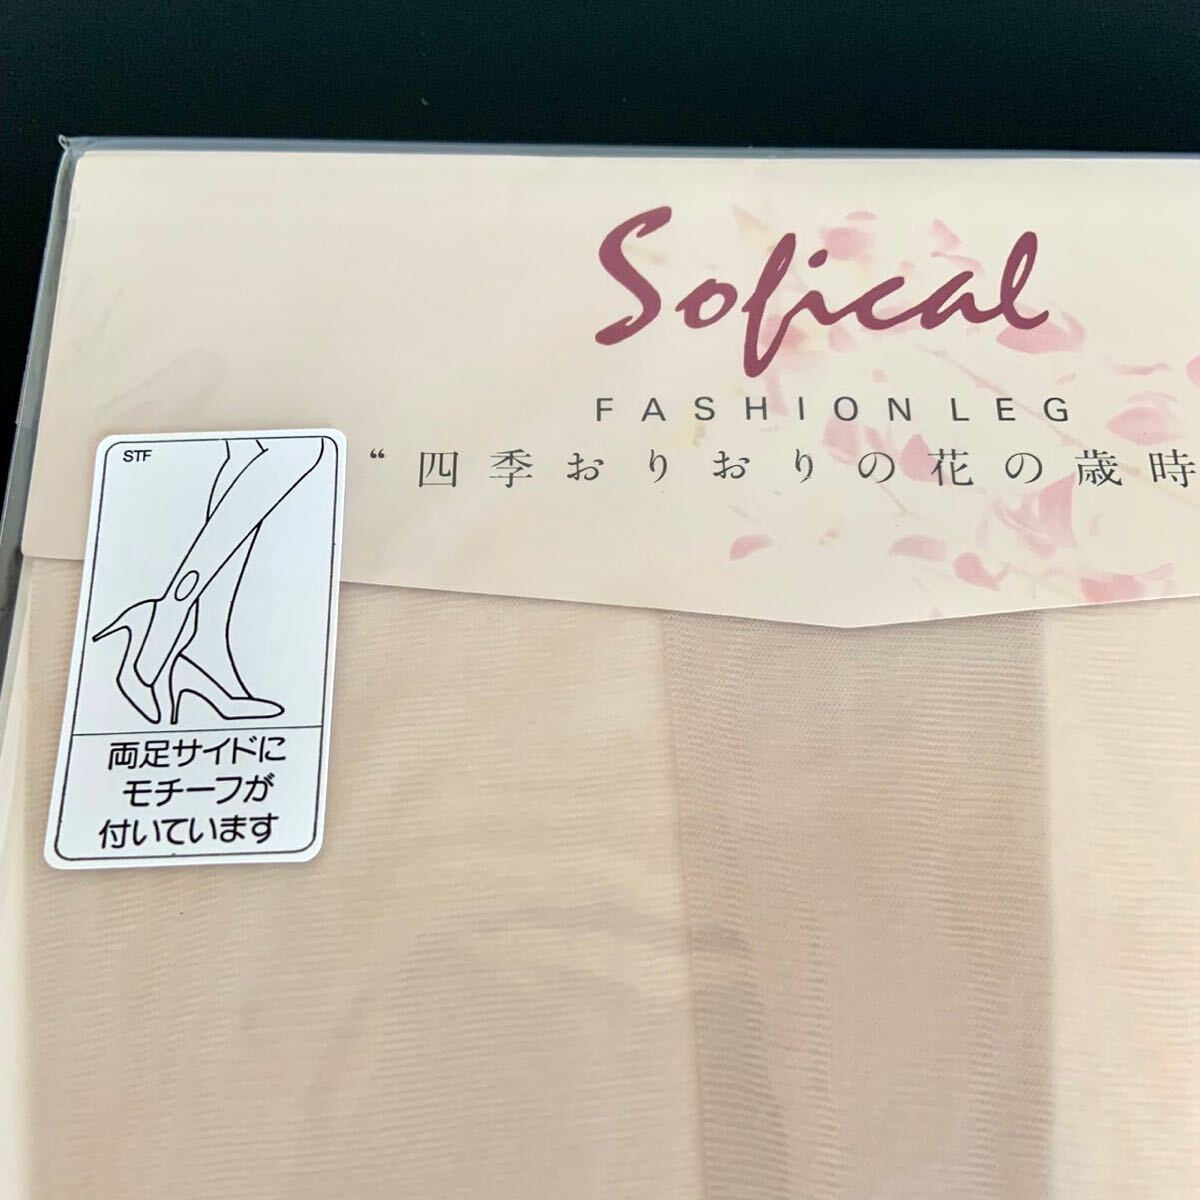 Sofical
FASHION LEG
“四季おりおりの花の歳時
STF
両足サイドに
モチーフが
付いています